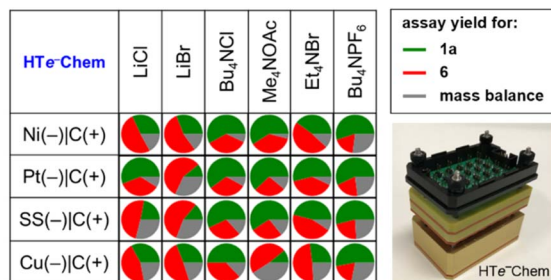 HTe⁻Chem
LiCl
LiBr
Bu₄NCl
Me₄NOAc
Et₄NBr
Bu₄NPF₆
Ni(–)|C(+)
Pt(–)|C(+)
SS(–)|C(+)
Cu(–)|C(+)
assay yield for:
1a
6
mass balance
HTe⁻Chem